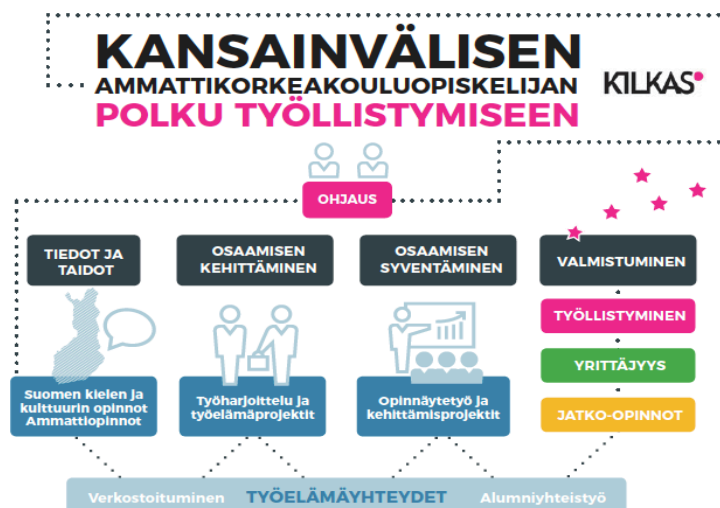 KANSAINVÄLISEN
AMMATTIKORKEAKOULUOPISKELIJAN
POLKU TYÖLLISTYMISEEN
KILKAS
OHJAUS
TIEDOT JA
TAIDOT
OSAAMISEN
KEHITTÄMINEN
OSAAMISEN
SYVENTÄMINEN
VALMISTUMINEN
TYÖLLISTYMINEN
YRITTÄJYYS
JATKO-OPINNOT
Suomen kielen ja
kulttuurin opinnot
Ammattiopinnot
Työharjoittelu ja
työelämäprojektit
Opinnäytetyö ja
kehittämisprojektit
Verkostoituminen TYÖELÄMÄYHTEYDET Alumniyhteistyö